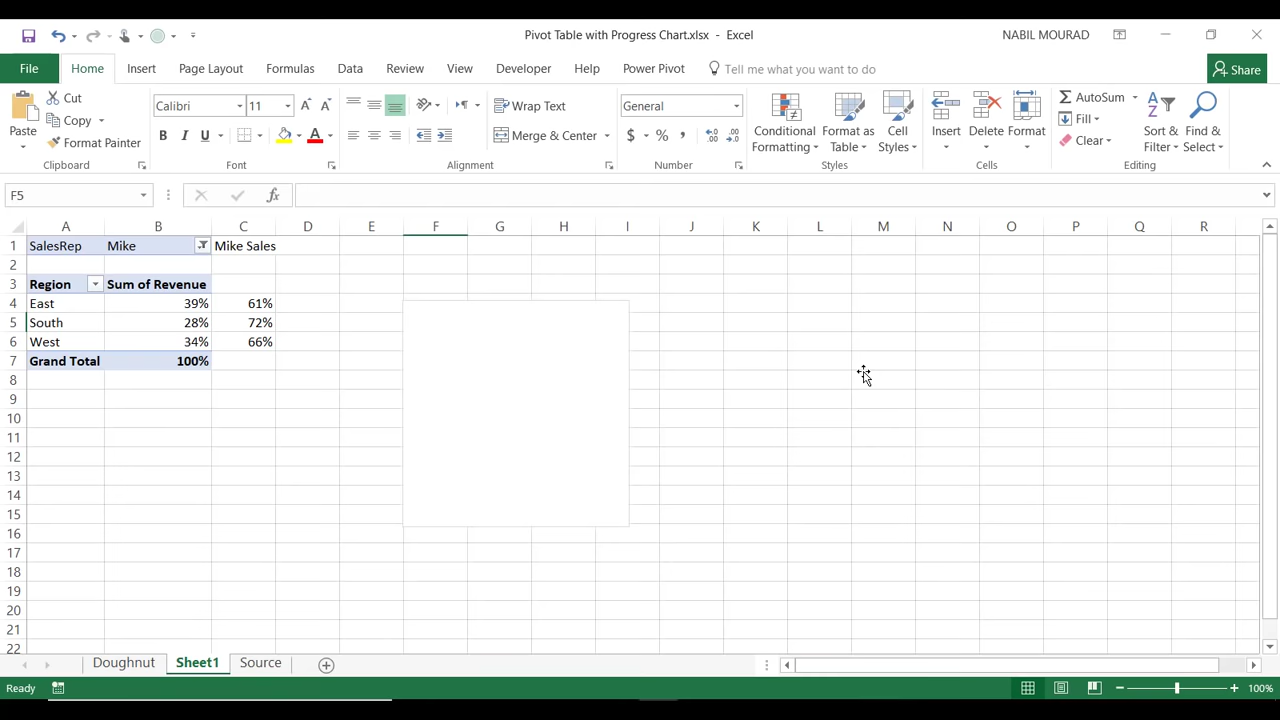 Pivot Table with Progress Chart.xlsx - Excel
NABIL MOURAD
File Home Insert Page Layout Formulas Data Review View Developer Help Power Pivot Tell me what you want to do Share
Paste
Cut
Copy
Format Painter
Calibri 11
B I U A
Wrap Text
Merge & Center
General
$ % ,
Conditional Formatting
Format as Table
Cell Styles
Insert
Delete
Format
AutoSum
Fill
Clear
Sort & Filter
Find & Select
Clipboard Font Alignment Number Styles Cells Editing
F5 fx
A B C D E F G H I J K L M N O P Q R
1 SalesRep Mike Mike Sales
2
3 Region Sum of Revenue
4 East 39% 61%
5 South 28% 72%
6 West 34% 66%
7 Grand Total 100%
8
9
10
11
12
13
14
15
16
17
18
19
20
21
22
Doughnut Sheet1 Source
Ready 100%